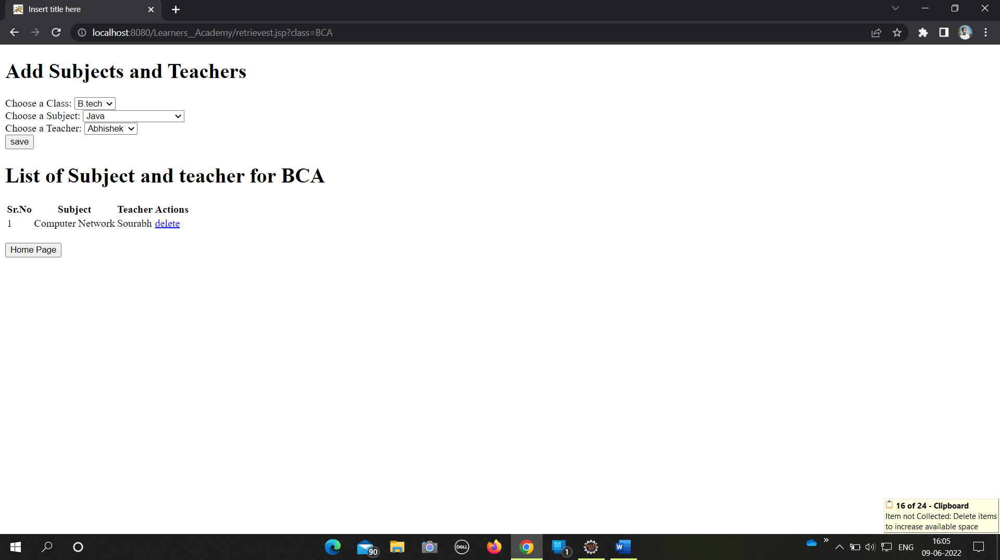 Insert title here
localhost:8080/Learners__Academy/retrievest.jsp?class=BCA
Add Subjects and Teachers
Choose a Class: B.tech
Choose a Subject: Java
Choose a Teacher: Abhishek
save
List of Subject and teacher for BCA
Sr.No Subject Teacher Actions
1 Computer Network Sourabh delete
Home Page
16 of 24 - Clipboard
Item not Collected: Delete items
to increase available space
90
DELL
1
W
ENG
16:05
09-06-2022